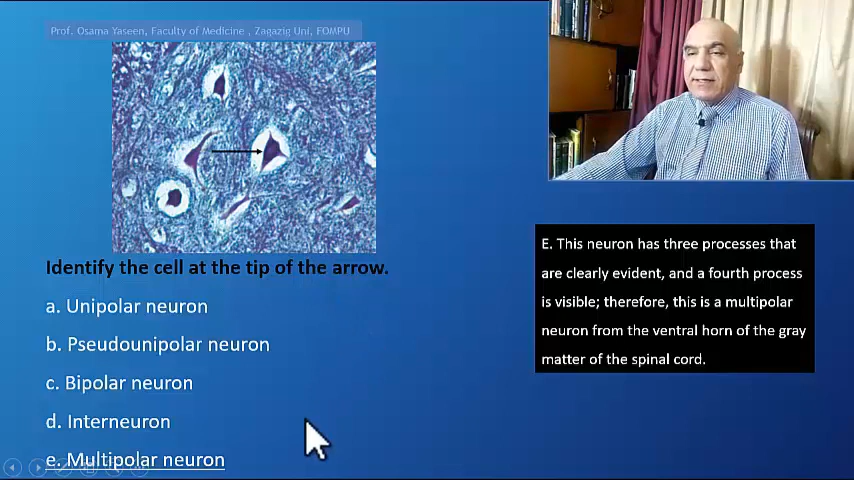 Prof. Osama Yaseen, Faculty of Medicine , Zagazig Uni, FOMPU
Identify the cell at the tip of the arrow.
a. Unipolar neuron
b. Pseudounipolar neuron
c. Bipolar neuron
d. Interneuron
e. Multipolar neuron
E. This neuron has three processes that
are clearly evident, and a fourth process
is visible; therefore, this is a multipolar
neuron from the ventral horn of the gray
matter of the spinal cord.